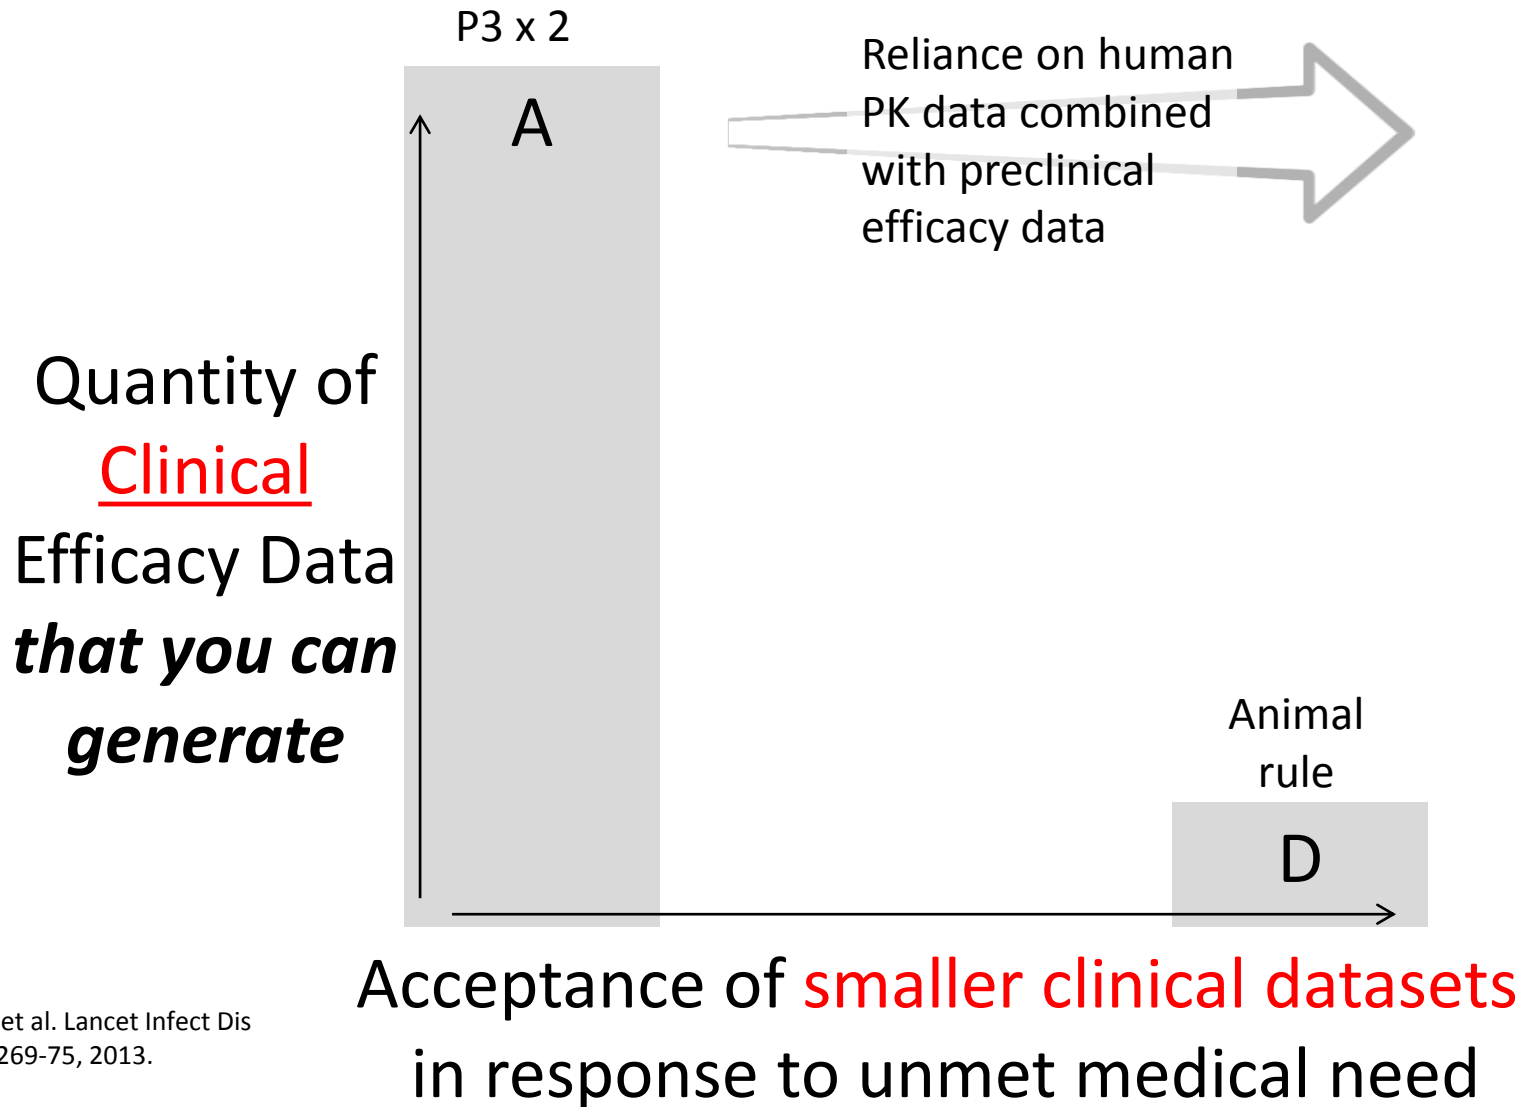 P3 x 2
A
Reliance on human
PK data combined
with preclinical
efficacy data
Quantity of
Clinical
Efficacy Data
that you can
generate
Animal
rule
D
Acceptance of smaller clinical datasets
in response to unmet medical need
et al. Lancet Infect Dis
269-75, 2013.